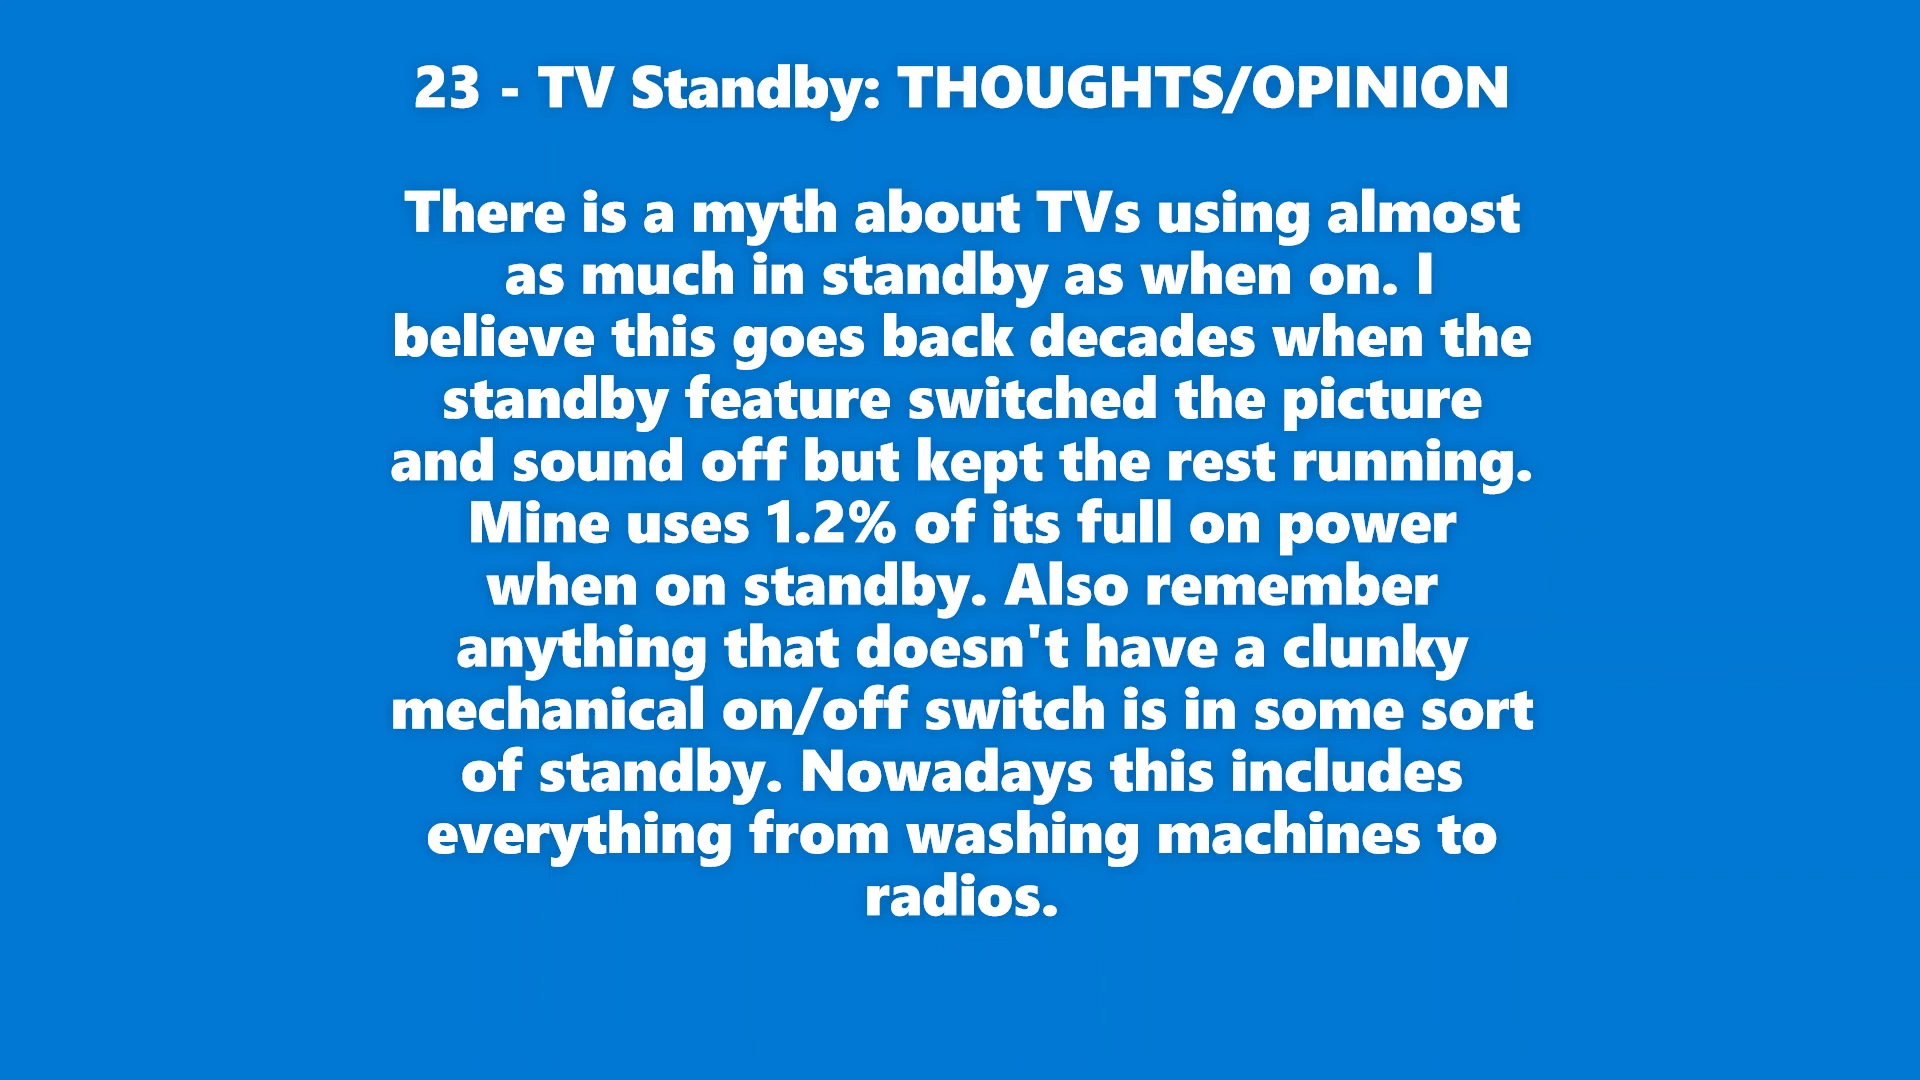 23 - TV Standby: THOUGHTS/OPINION
There is a myth about TVs using almost
as much in standby as when on. I
believe this goes back decades when the
standby feature switched the picture
and sound off but kept the rest running.
Mine uses 1.2% of its full on power
when on standby. Also remember
anything that doesn't have a clunky
mechanical on/off switch is in some sort
of standby. Nowadays this includes
everything from washing machines to
radios.